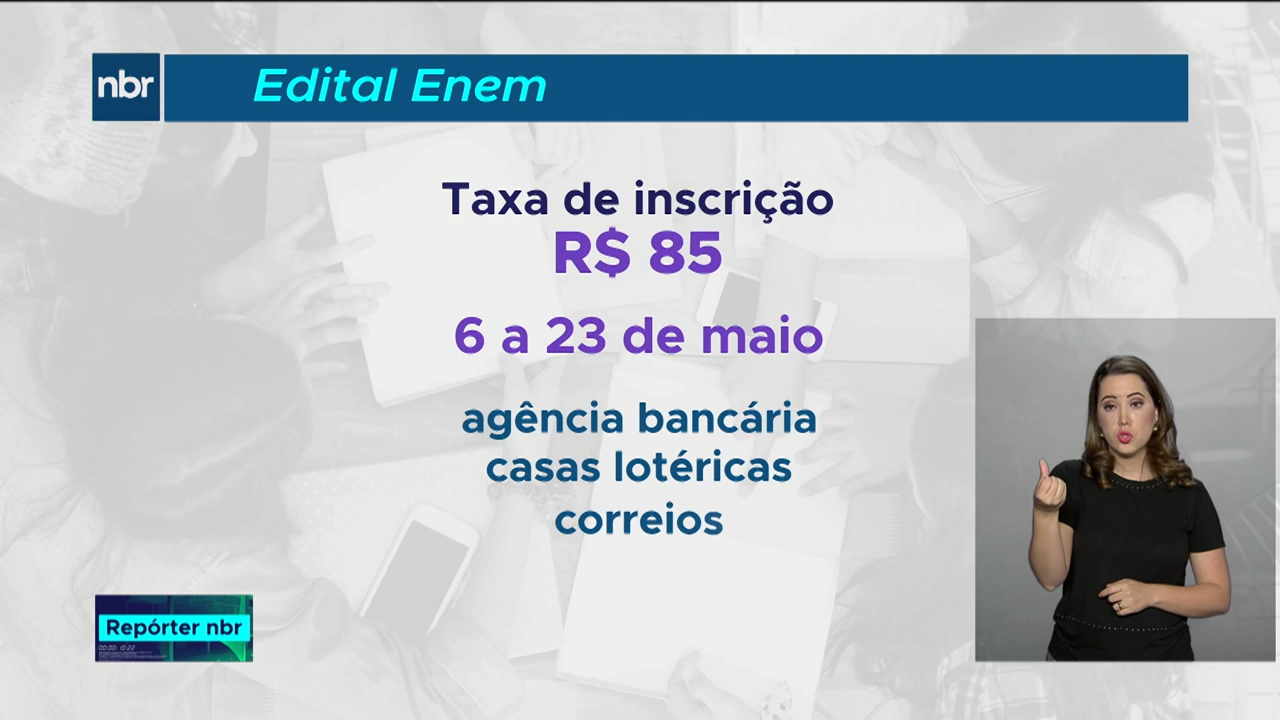 nbr
Edital Enem
Taxa de inscrição
R$ 85
6 a 23 de maio
agência bancária
casas lotéricas
correios
Repórter nbr